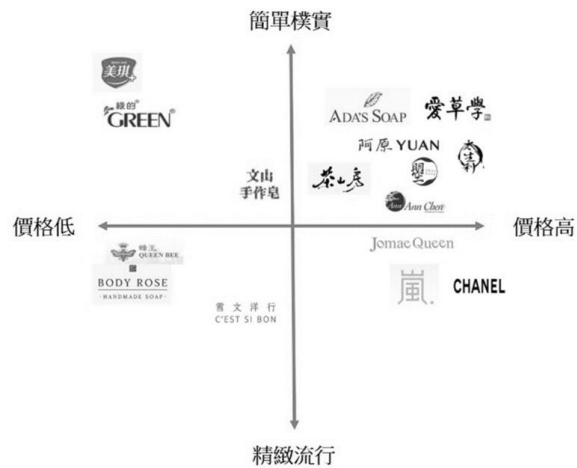 簡單樸實
美琪
綠的®
GREEN®
ADA'S SOAP
愛草學
阿原 YUAN
文山
手作皂
茶山房
Ann Chen
價格低
價格高
蜂王
QUEEN BEE
Jomae Queen
BODY ROSE
·HANDMADE SOAP·
嵐.
CHANEL
雪文洋行
C'EST SI BON
精緻流行